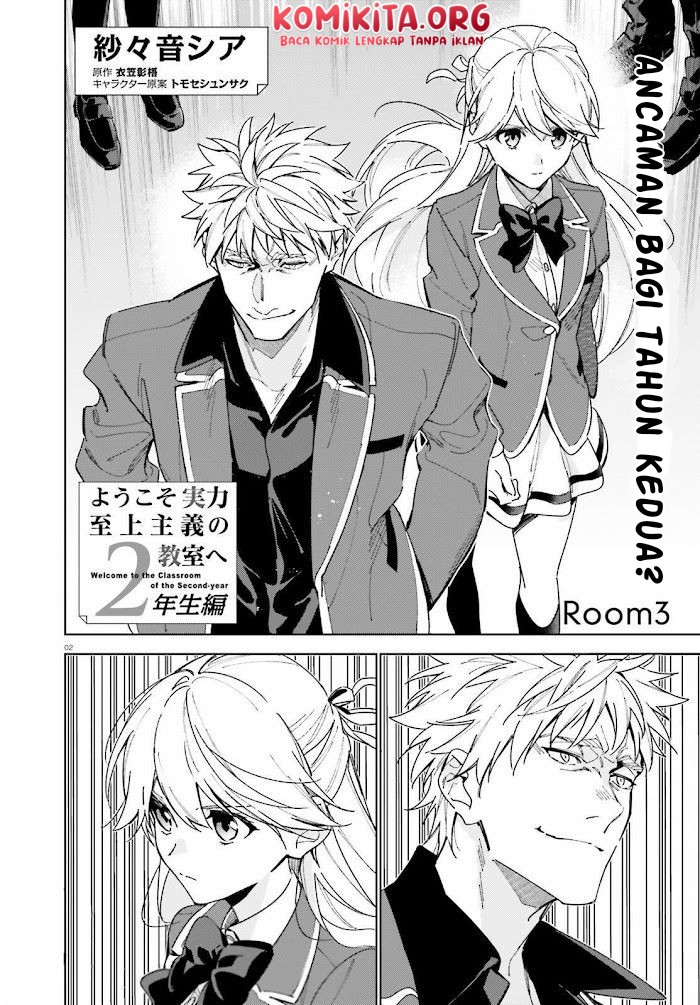 KOMIKITA.ORG
BACA KOMIK LENGKAP TANPA IKLAN
紗々音シア
原作 衣笠彰梧
キャラクター原案 トモセシュンサク
ANCAMAN BAGI TAHUN KEDUA?
ようこそ実力
至上主義の
教室へ
Welcome to the Classroom
of the Second-year
2年生編
Room3
02